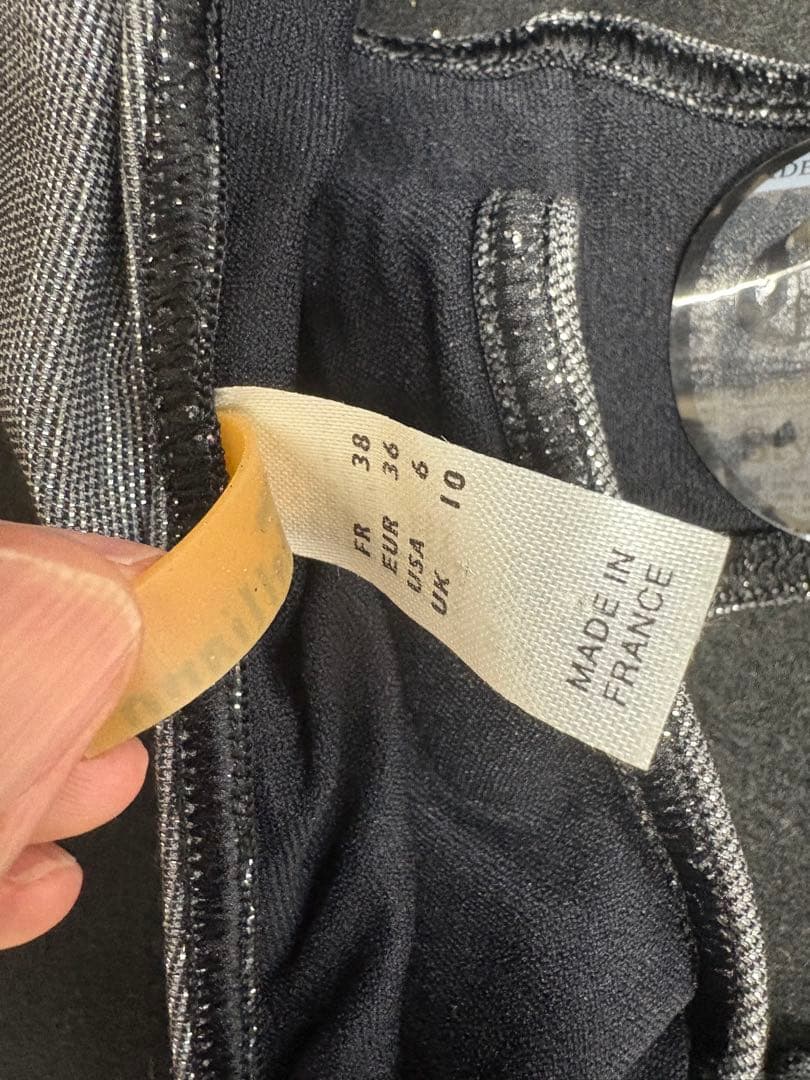 FR 38
EUR 36
USA 6
UK 10
MADE IN
FRANCE